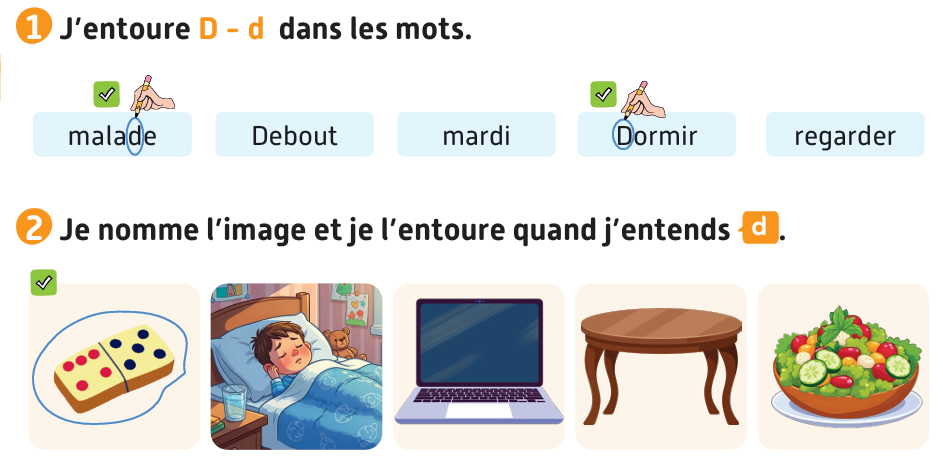 1 J'entoure D – d dans les mots.
malade Debout mardi Dormir regarder
2 Je nomme l'image et je l'entoure quand j'entends d.